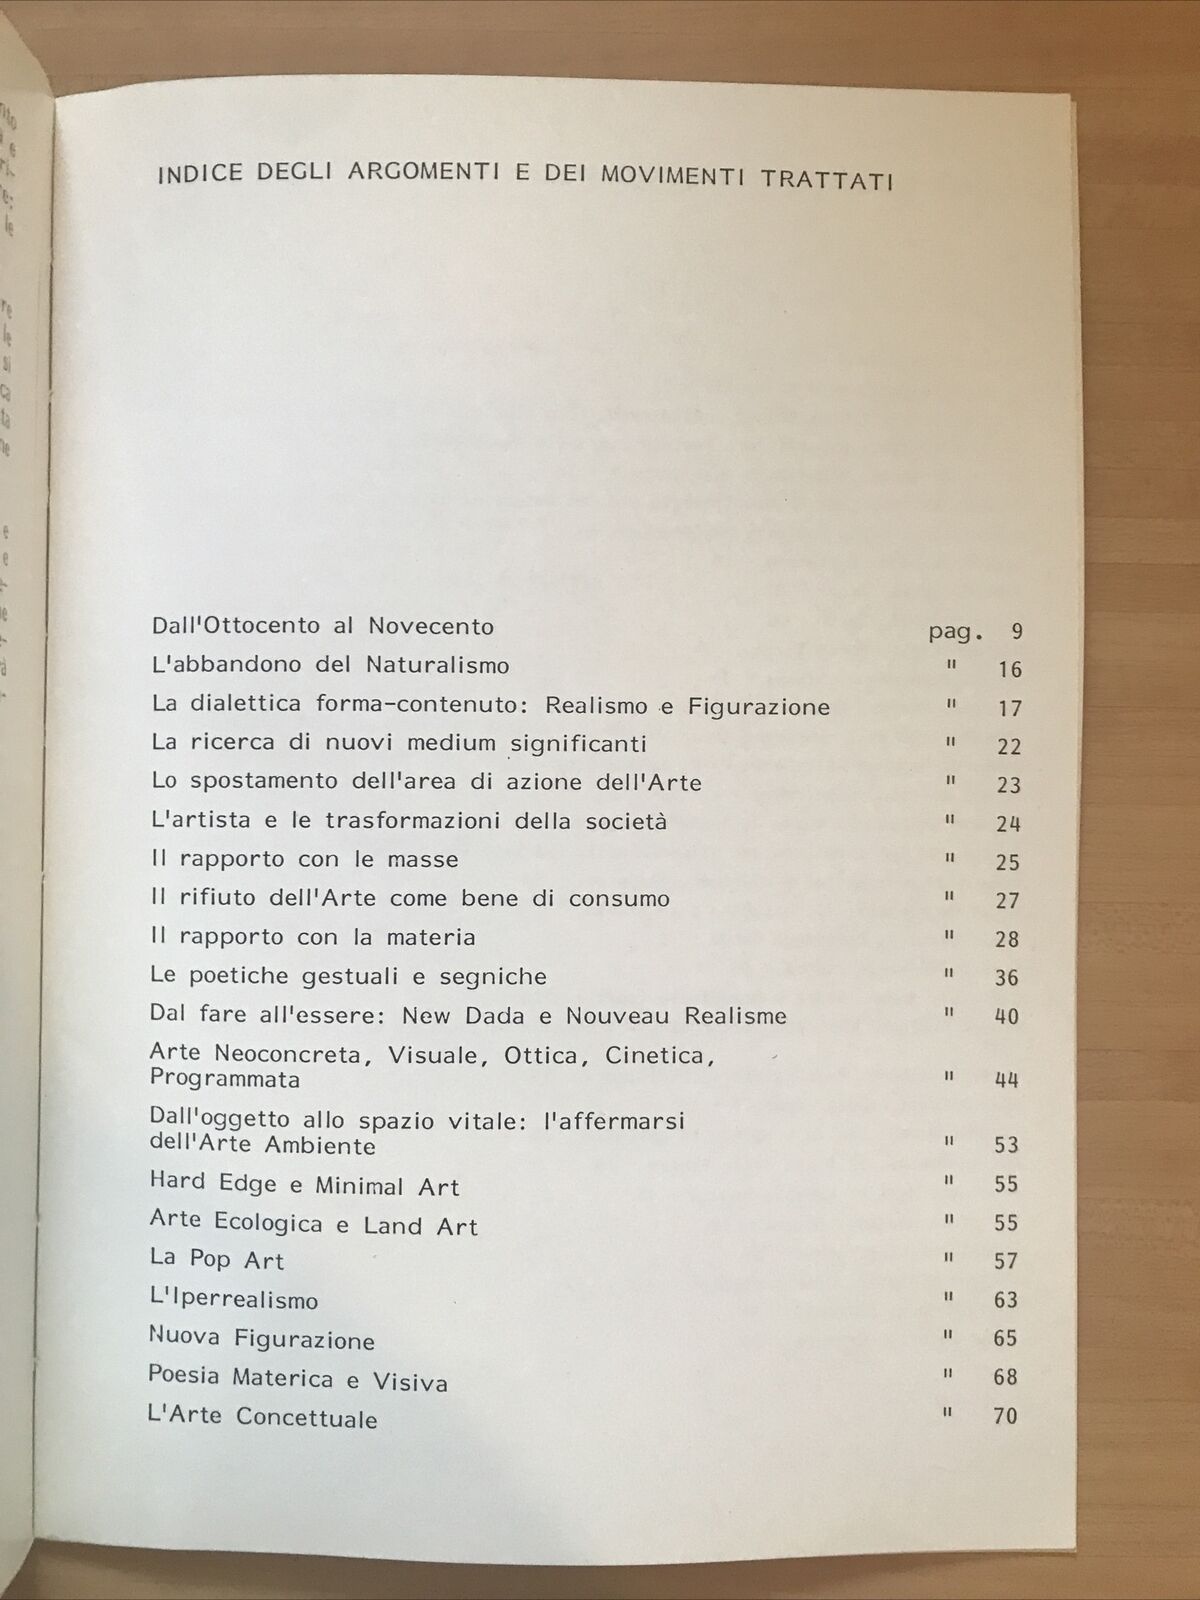 INDICE DEGLI ARGOMENTI E DEI MOVIMENTI TRATTATI
Dall'Ottocento al Novecento pag. 9
L'abbandono del Naturalismo " 16
La dialettica forma-contenuto: Realismo e Figurazione " 17
La ricerca di nuovi medium significanti " 22
Lo spostamento dell'area di azione dell'Arte " 23
L'artista e le trasformazioni della società " 24
Il rapporto con le masse " 25
Il rifiuto dell'Arte come bene di consumo " 27
Il rapporto con la materia " 28
Le poetiche gestuali e segniche " 36
Dal fare all'essere: New Dada e Nouveau Realisme " 40
Arte Neoconcreta, Visuale, Ottica, Cinetica,
Programmata " 44
Dall'oggetto allo spazio vitale: l'affermarsi
dell'Arte Ambiente " 53
Hard Edge e Minimal Art " 55
Arte Ecologica e Land Art " 55
La Pop Art " 57
L'Iperrealismo " 63
Nuova Figurazione " 65
Poesia Materica e Visiva " 68
L'Arte Concettuale " 70